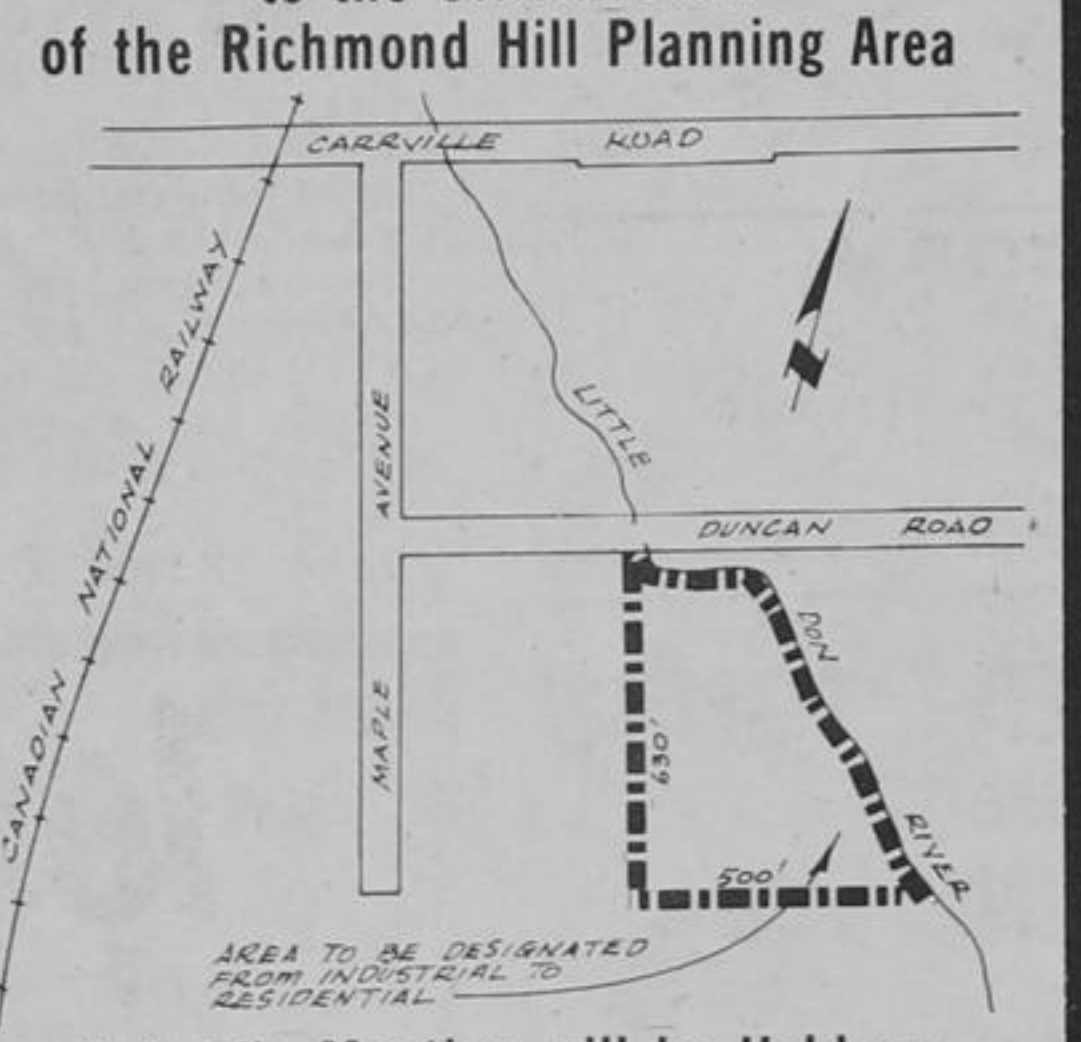 of the Richmond Hill Planning Area
CARRVILLE ROAD
CANADIAN NATIONAL RAILWAY
MAPLE AVENUE
LITTLE
DUNCAN ROAD
DON
RIVER
630'
500'
AREA TO BE DESIGNATED
FROM INDUSTRIAL TO
RESIDENTIAL